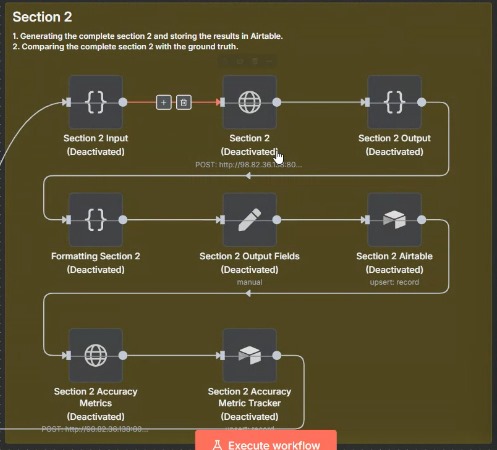 Section 2
1. Generating the complete section 2 and storing the results in Airtable.
2. Comparing the complete section 2 with the ground truth.
Section 2 Input
(Deactivated)
Section 2
(Deactivated)
POST: http://98.82.36.139:80...
Section 2 Output
(Deactivated)
Formatting Section 2
(Deactivated)
Section 2 Output Fields
(Deactivated)
manual
Section 2 Airtable
(Deactivated)
upsert: record
Section 2 Accuracy
Metrics
(Deactivated)
POST: http://98.82.36.139:80...
Section 2 Accuracy
Metric Tracker
(Deactivated)
Execute workflow